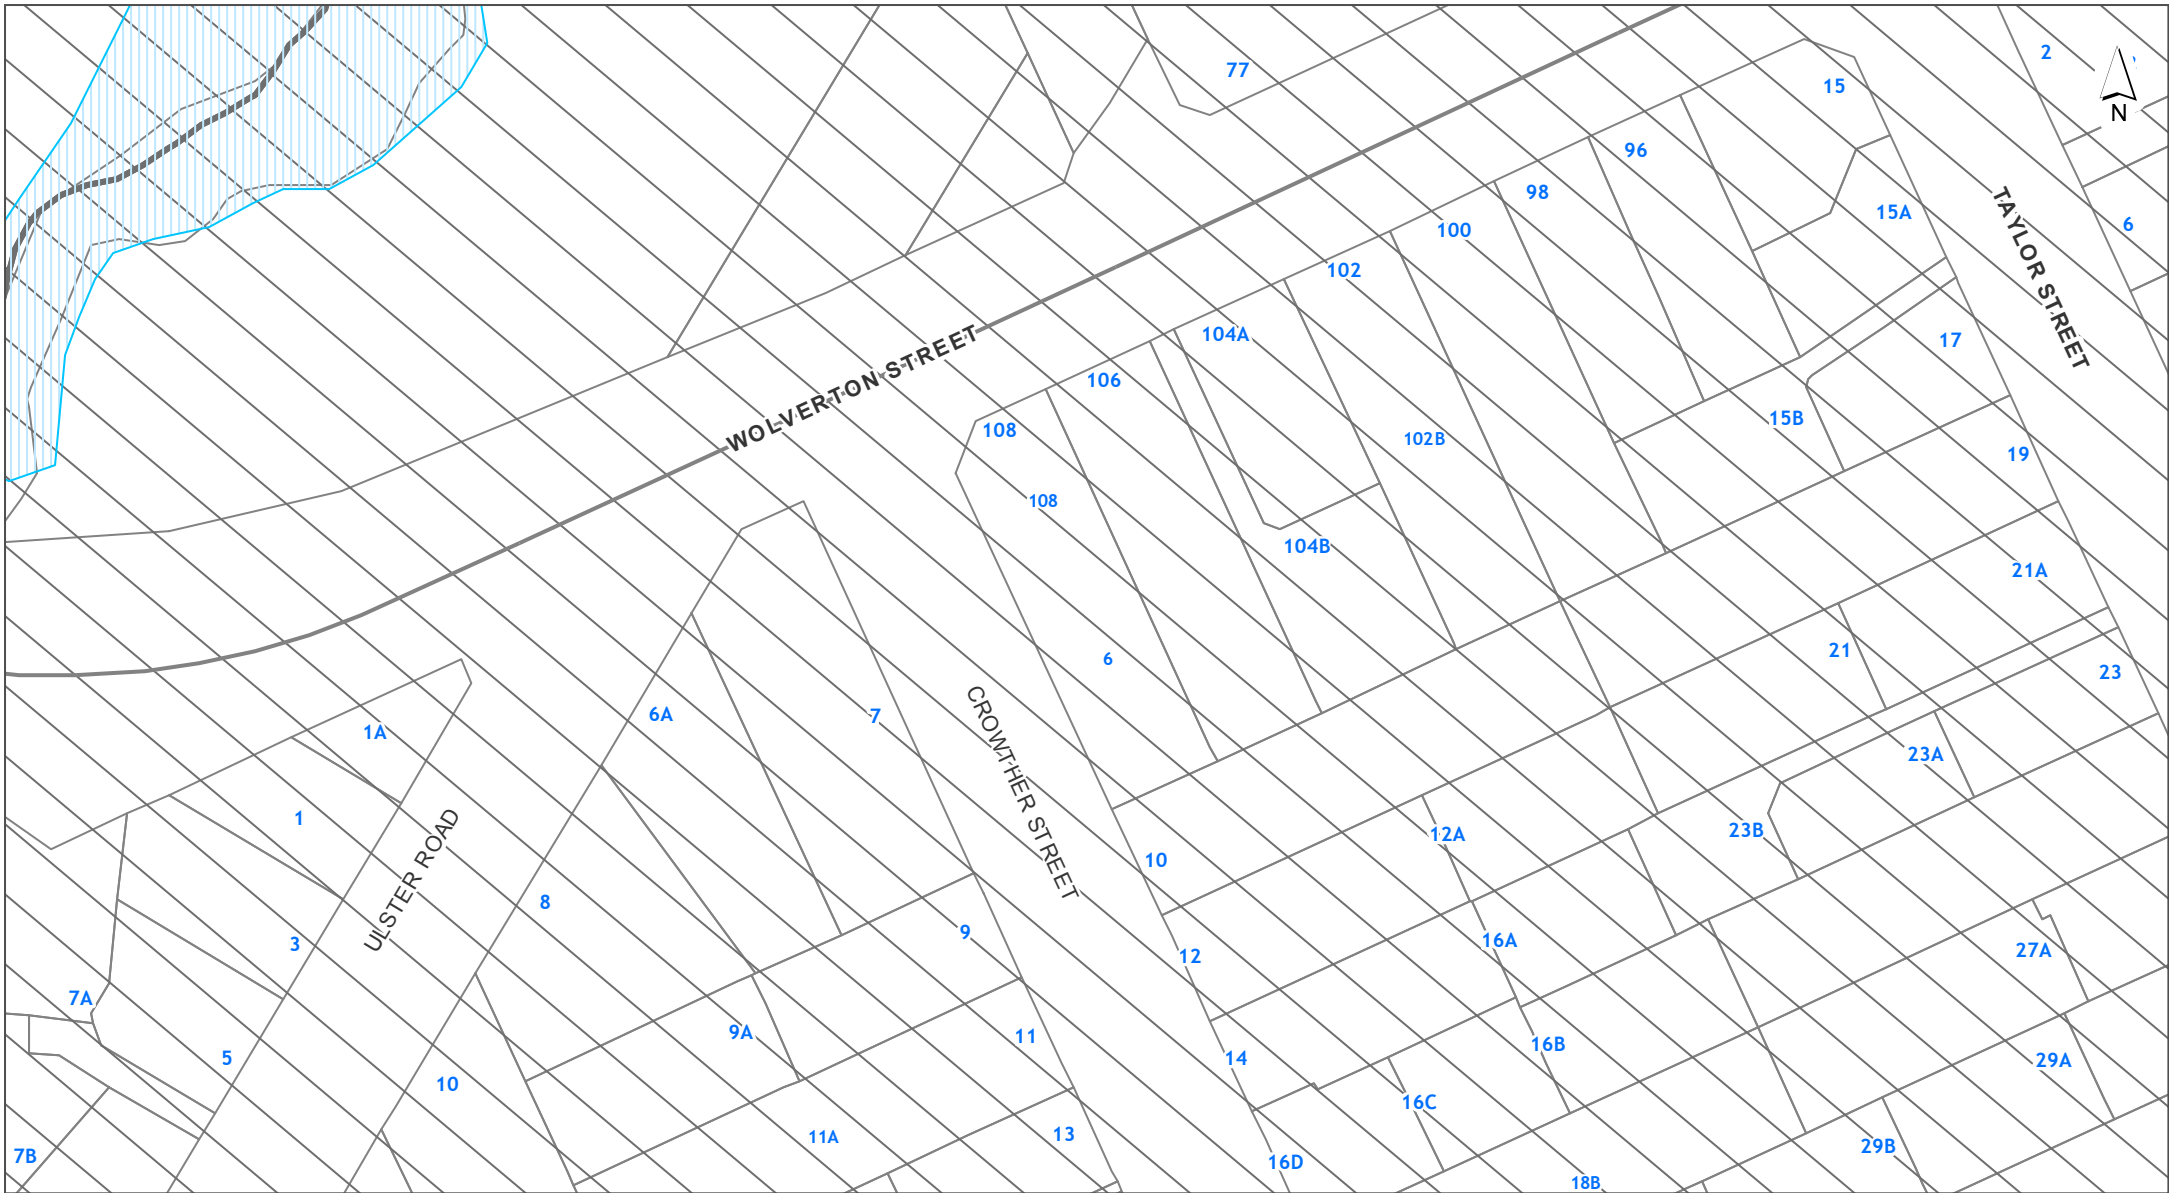 2
77
15
N
96
98
15A
6
100
102
TAYLOR STREET
104A
17
WOLVERTON STREET
106
15B
108
102B
19
108
104B
21A
21
6
23
6A
7
1A
CROWTHER STREET
23A
1
ULSTER ROAD
12A
23B
10
8
9
16A
3
27A
12
7A
9A
11
16B
5
14
29A
10
16C
11A
13
29B
7B
16D
18B